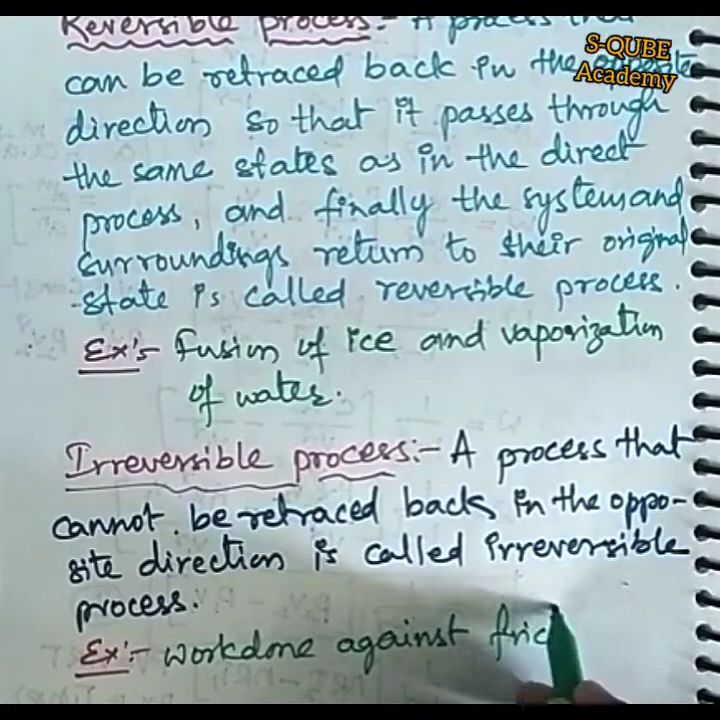 Reversible process:- A process that
S-QUBE
Academy
can be retraced back in the opposite
direction so that it passes through
the same states as in the direct
process, and finally the system and
surroundings return to their original
state is called reversible process.
Ex's:- Fusion of ice and vaporization
of water.
Irreversible process:- A process that
cannot be retraced back in the oppo-
site direction is called irreversible
process.
Ex:- workdone against fric